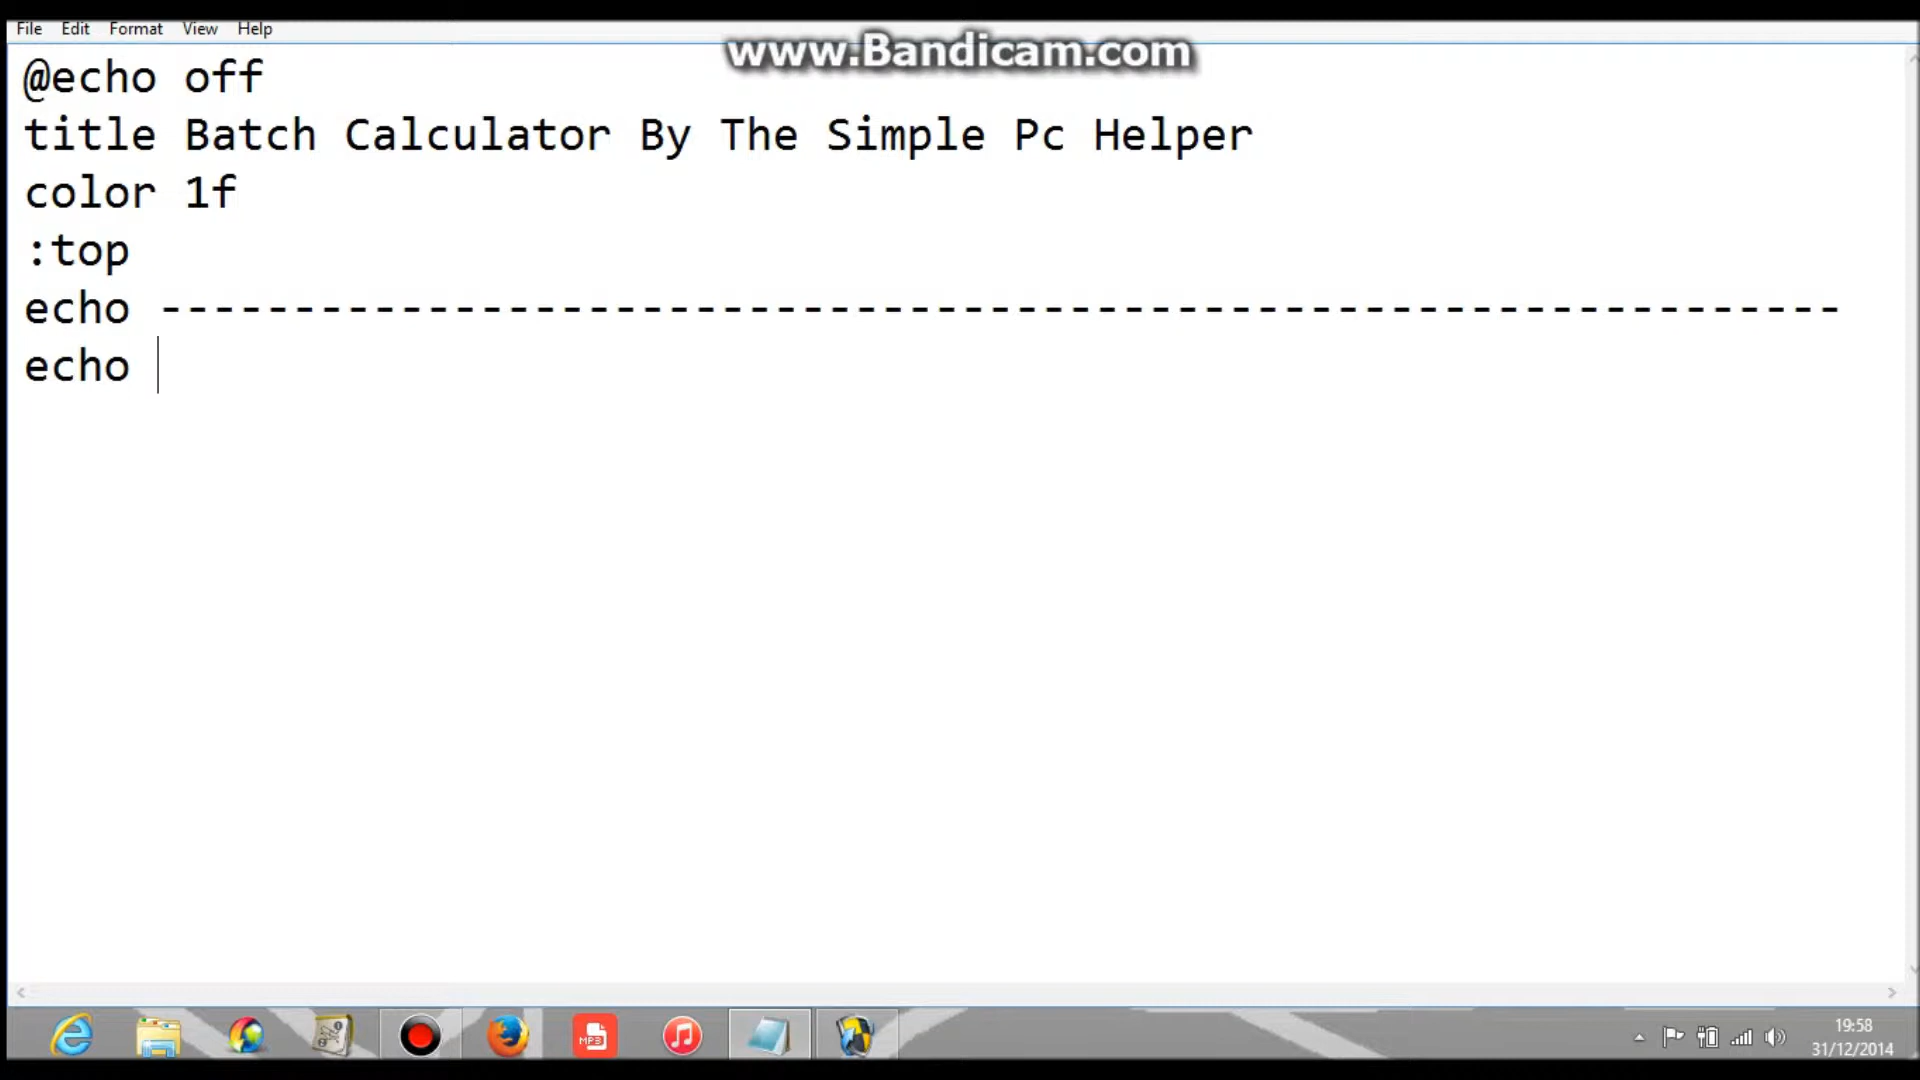 File Edit Format View Help
www.Bandicam.com
@echo off
title Batch Calculator By The Simple Pc Helper
color 1f
:top
echo ---------------------------------------------------------------
echo
MP3
19:58
31/12/2014